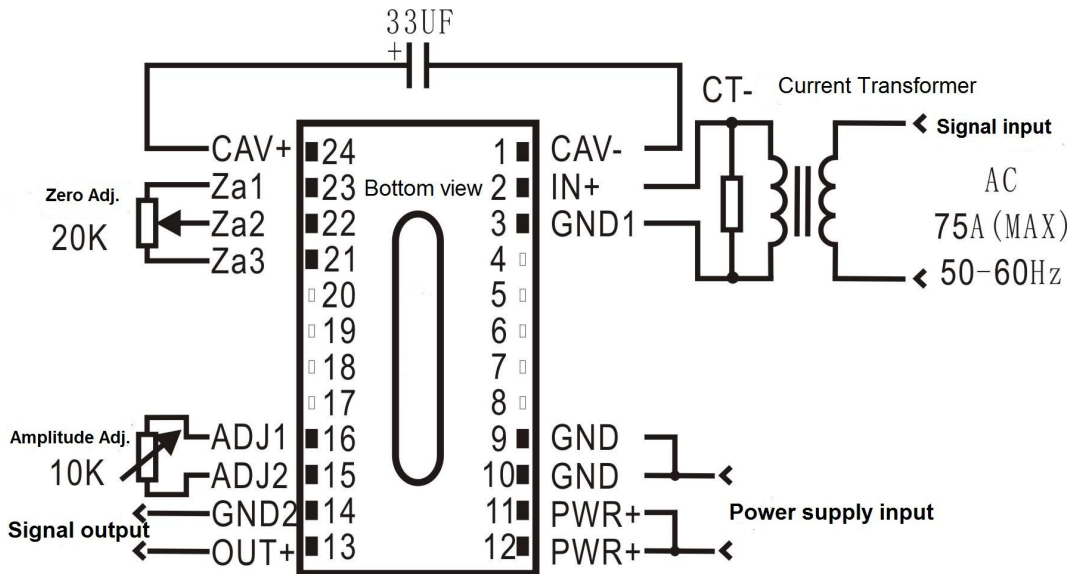 33UF
+
CT-
Current Transformer
Signal input
AC
75A(MAX)
50-60Hz
Bottom view
CAV+ 24 1 CAV-
Za1 23 2 IN+
Za2 22 3 GND1
Za3 21 4
20 5
19 6
18 7
17 8
ADJ1 16 9 GND
ADJ2 15 10 GND
GND2 14 11 PWR+
OUT+ 13 12 PWR+
Zero Adj.
20K
Amplitude Adj.
10K
Signal output
Power supply input